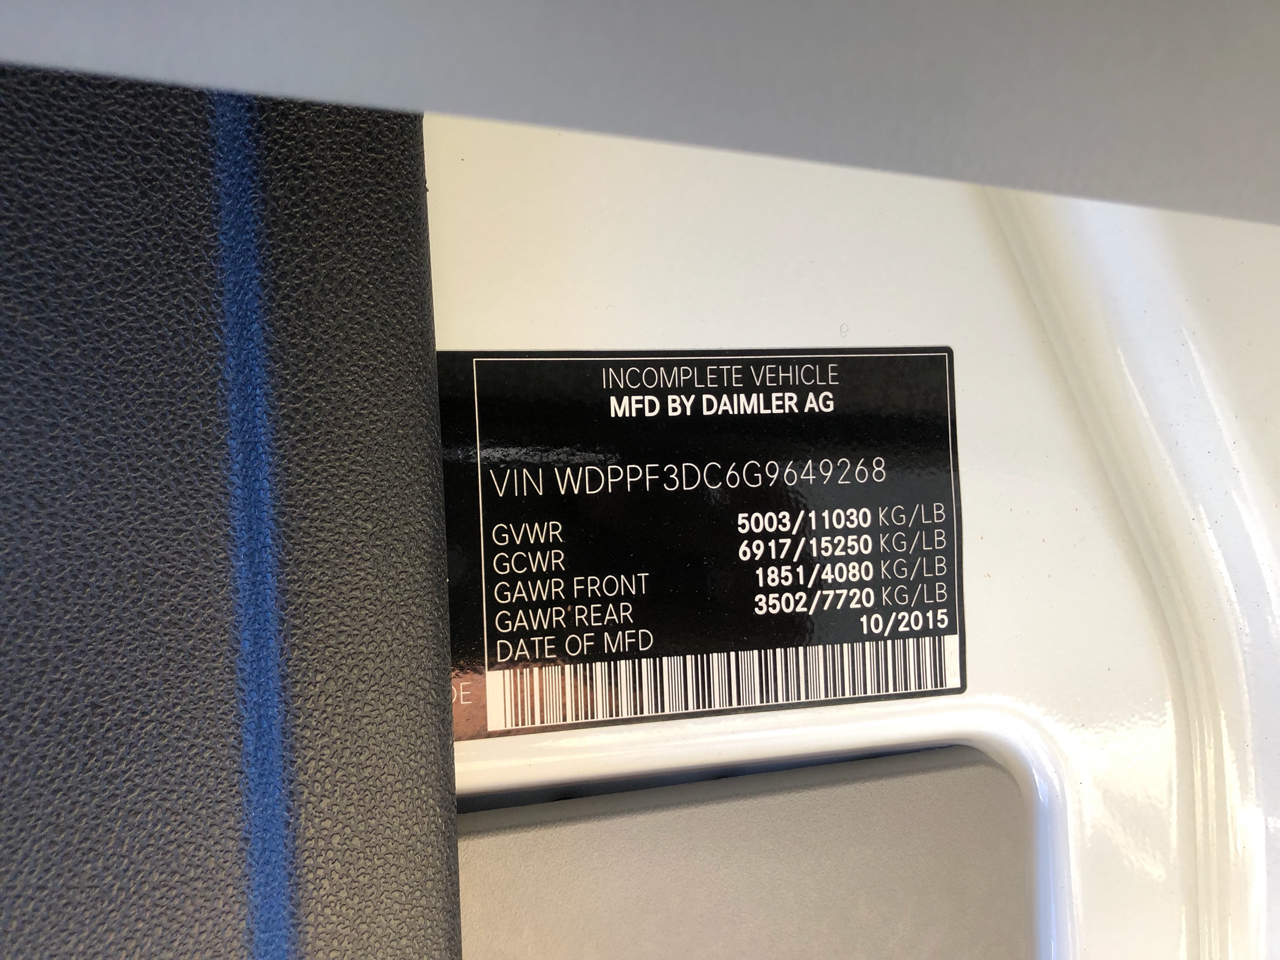 INCOMPLETE VEHICLE
MFD BY DAIMLER AG
VIN WDPPF3DC6G9649268
GVWR 5003/11030 KG/LB
GCWR 6917/15250 KG/LB
GAWR FRONT 1851/4080 KG/LB
GAWR REAR 3502/7720 KG/LB
DATE OF MFD 10/2015